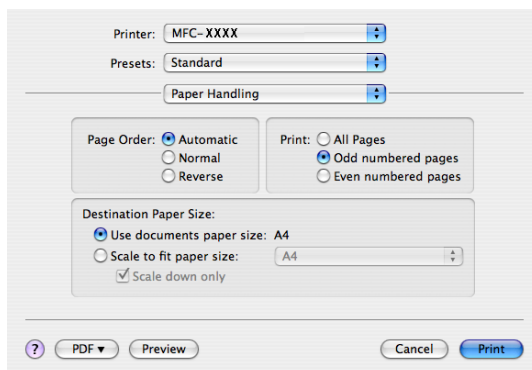 Printer: MFC-XXXX
Presets: Standard
Paper Handling
Page Order: Automatic
Normal
Reverse
Print: All Pages
Odd numbered pages
Even numbered pages
Destination Paper Size:
Use documents paper size: A4
Scale to fit paper size: A4
Scale down only
? PDF ▼ Preview Cancel Print